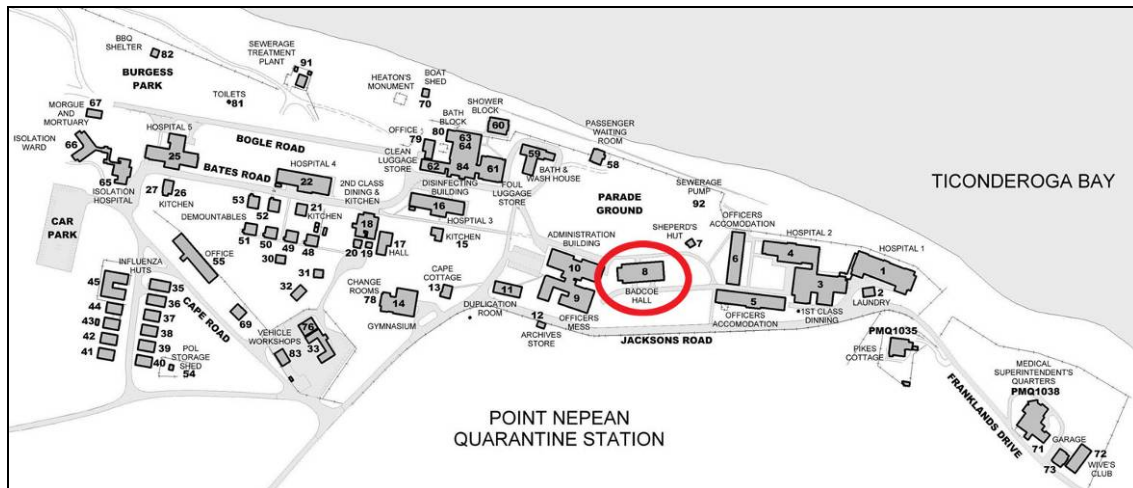 BBQ
SHELTER
82
BURGESS
PARK
SEWERAGE
TREATMENT
PLANT
91
TOILETS
81
HEATON'S
MONUMENT
BOAT
SHED
70
MORGUE
AND
MORTUARY
67
ISOLATION
WARD
66
65
ISOLATION
HOSPITAL
HOSPITAL 5
25
BOGLE ROAD
BATES ROAD
HOSPITAL 4
22
27
26
KITCHEN
DEMOUNTABLES
53
52
21
KITCHEN
51
50
49
48
30
31
32
2ND CLASS
DINING &
KITCHEN
18
20
19
17
HALL
OFFICE
79
80
BATH
BLOCK
63
64
CLEAN
LUGGAGE
STORE
62
84
61
DISINFECTING
BUILDING
SHOWER
BLOCK
60
FOUL
LUGGAGE
STORE
59
BATH &
WASH HOUSE
PASSENGER
WAITING
ROOM
58
16
HOSPTIAL 3
KITCHEN
15
PARADE
GROUND
SEWERAGE
PUMP
92
TICONDEROGA BAY
SHEPERD'S
HUT
7
OFFICERS
ACCOMODATION
6
HOSPITAL 2
4
HOSPITAL 1
1
3
2
LAUNDRY
1ST CLASS
DINNING
5
OFFICERS
ACCOMODATION
ADMINISTRATION
BUILDING
10
9
OFFICERS
MESS
8
BADCOE
HALL
CAR
PARK
INFLUENZA
HUTS
45
44
43
42
41
35
36
37
38
39
40
POL
STORAGE
SHED
54
OFFICE
55
CAPE ROAD
69
VEHICLE
WORKSHOPS
83
76
33
CHANGE
ROOMS
78
14
GYMNASIUM
CAPE
COTTAGE
13
11
DUPLICATION
ROOM
12
ARCHIVES
STORE
JACKSONS ROAD
PMQ1035
PIKES
COTTAGE
FRANKLANDS DRIVE
MEDICAL
SUPERINTENDENT'S
QUARTERS
PMQ1038
71
GARAGE
73
72
WIVE'S
CLUB
POINT NEPEAN
QUARANTINE STATION